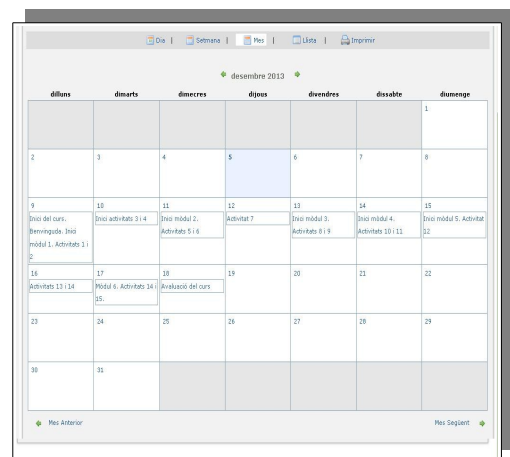 Dia | Setmana | Mes | Llista | Imprimir
desembre 2013
dilluns dimarts dimecres dijous divendres dissabte diumenge
1
2 3 4 5 6 7 8
9 10 11 12 13 14 15
Inici del curs. Inici activitats 3 i 4 Inici mòdul 2. Activitat 7 Inici mòdul 3. Inici mòdul 4. Inici mòdul 5. Activitat
Benvinguda. Inici Activitats 5 i 6 Activitats 8 i 9 Activitats 10 i 11 12
mòdul 1. Activitats 1 i
2
16 17 18 19 20 21 22
Activitats 13 i 14 Mòdul 6. Activitats 14 i Avaluació del curs
15.
23 24 25 26 27 28 29
30 31
Mes Anterior Mes Següent